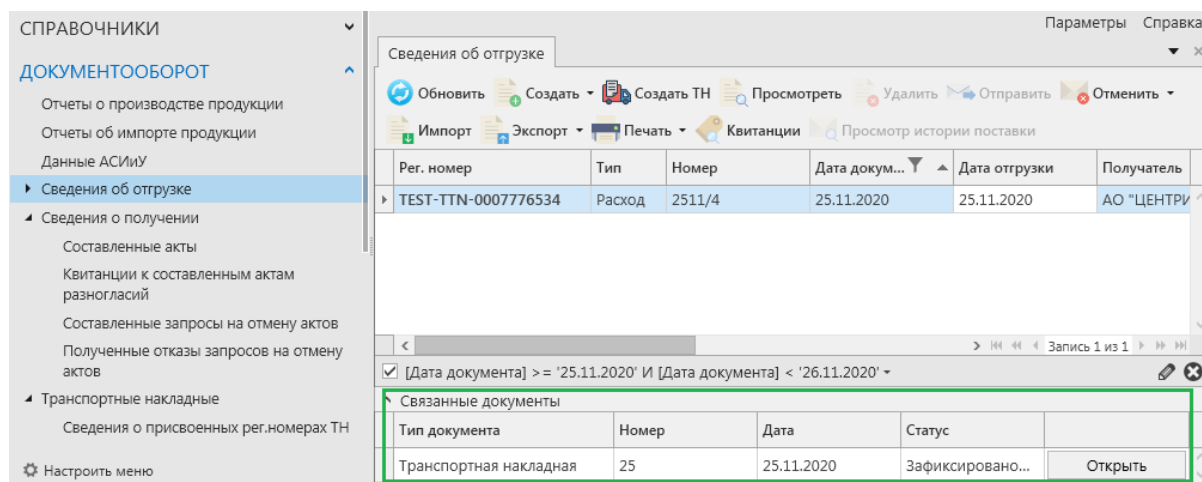 СПРАВОЧНИКИ
ДОКУМЕНТООБОРОТ
Отчеты о производстве продукции
Отчеты об импорте продукции
Данные АСИиУ
Сведения об отгрузке
Сведения о получении
Составленные акты
Квитанции к составленным актам
разногласий
Составленные запросы на отмену актов
Полученные отказы запросов на отмену
актов
Транспортные накладные
Сведения о присвоенных рег.номерах ТН
Настроить меню
Параметры Справка
Сведения об отгрузке
Обновить Создать Создать ТН Просмотреть Удалить Отправить Отменить
Импорт Экспорт Печать Квитанции Просмотр истории поставки
Рег. номер Тип Номер Дата докум... Дата отгрузки Получатель
TEST-TTN-0007776534 Расход 2511/4 25.11.2020 25.11.2020 АО "ЦЕНТРИ
Запись 1 из 1
[Дата документа] >= '25.11.2020' И [Дата документа] < '26.11.2020'
Связанные документы
Тип документа Номер Дата Статус
Транспортная накладная 25 25.11.2020 Зафиксировано... Открыть